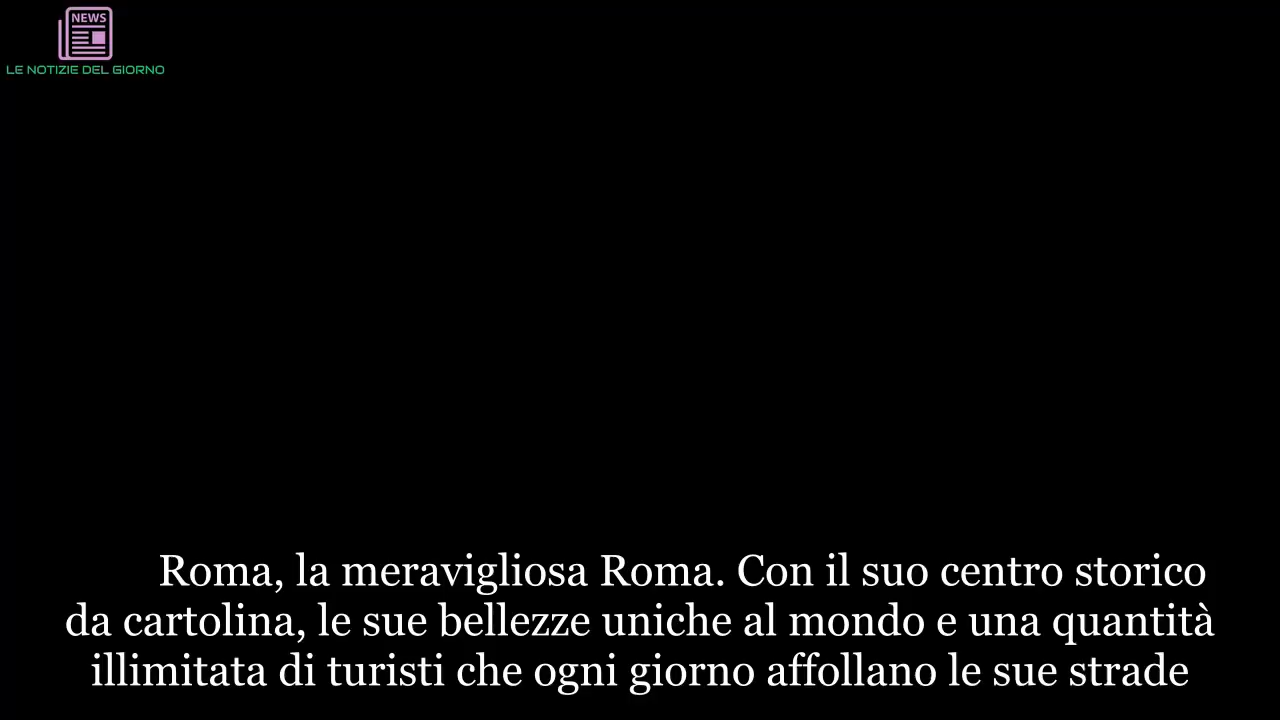 NEWS
LE NOTIZIE DEL GIORNO
Roma, la meravigliosa Roma. Con il suo centro storico
da cartolina, le sue bellezze uniche al mondo e una quantità
illimitata di turisti che ogni giorno affollano le sue strade